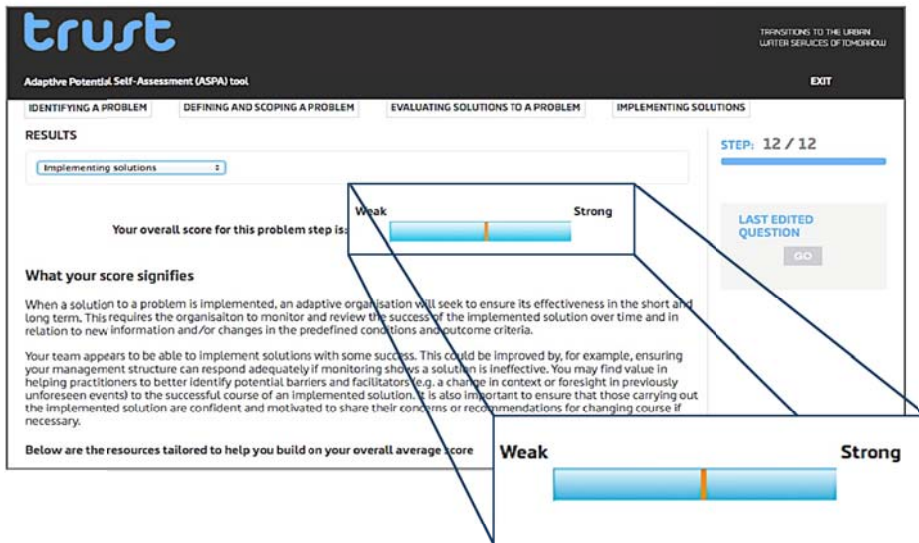 trust
TRANSITIONS TO THE URBAN
WATER SERVICES OF TOMORROW
Adaptive Potential Self-Assessment (ASPA) tool
EXIT
IDENTIFYING A PROBLEM
DEFINING AND SCOPING A PROBLEM
EVALUATING SOLUTIONS TO A PROBLEM
IMPLEMENTING SOLUTIONS
RESULTS
STEP: 12 / 12
Implementing solutions
Weak
Strong
Your overall score for this problem step is:
LAST EDITED
QUESTION
GO
What your score signifies
When a solution to a problem is implemented, an adaptive organisation will seek to ensure its effectiveness in the short and
long term. This requires the organisaiton to monitor and review the success of the implemented solution over time and in
relation to new information and/or changes in the predefined conditions and outcome criteria.
Your team appears to be able to implement solutions with some success. This could be improved by, for example, ensuring
your management structure can respond adequately if monitoring shows a solution is ineffective. You may find value in
helping practitioners to better identify potential barriers and facilitators (e.g. a change in context or foresight in previously
unforeseen events) to the successful course of an implemented solution. It is also important to ensure that those carrying out
the implemented solution are confident and motivated to share their concerns or recommendations for changing course if
necessary.
Below are the resources tailored to help you build on your overall average score
Weak
Strong